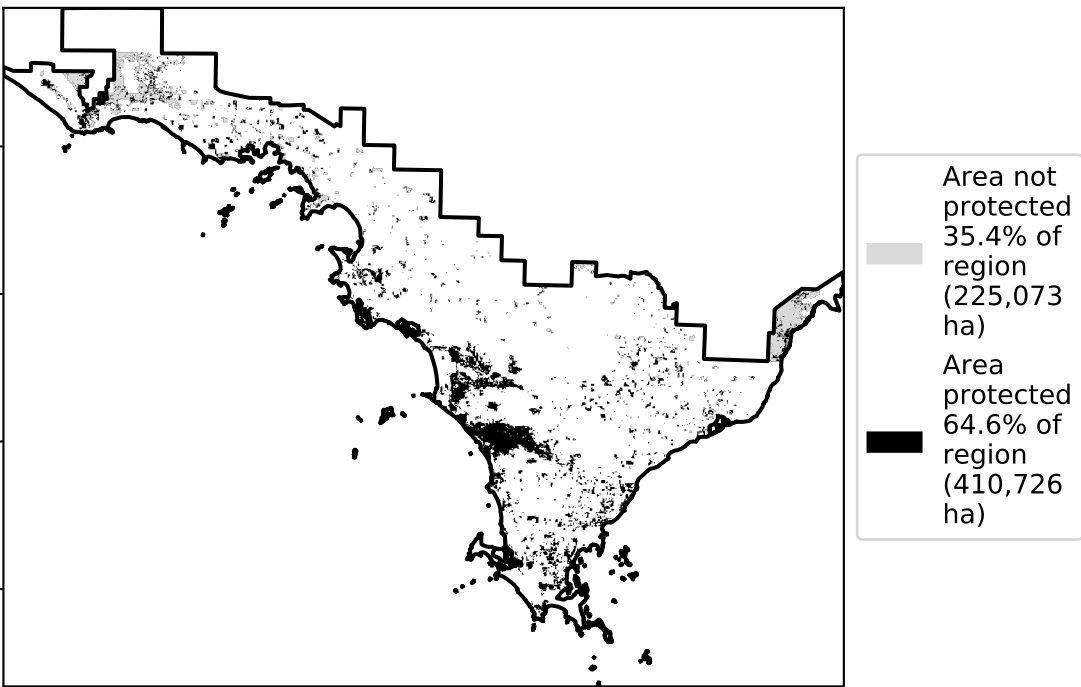 Area not
protected
35.4% of
region
(225,073
ha)
Area
protected
64.6% of
region
(410,726
ha)